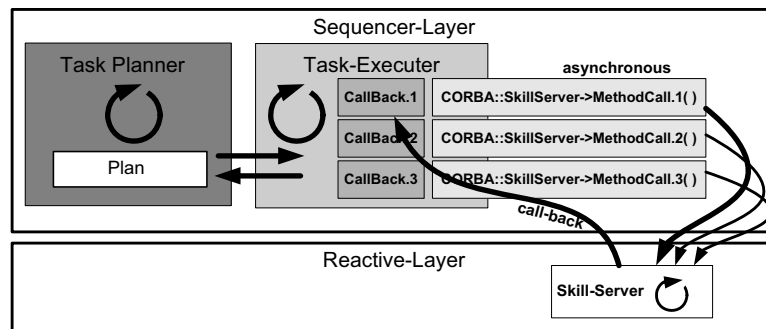 Sequencer-Layer
Task Planner
Task-Executer
asynchronous
CallBack.1
CORBA::SkillServer->MethodCall.1( )
CallBack.2
CORBA::SkillServer->MethodCall.2( )
Plan
CallBack.3
CORBA::SkillServer->MethodCall.3( )
call-back
Reactive-Layer
Skill-Server